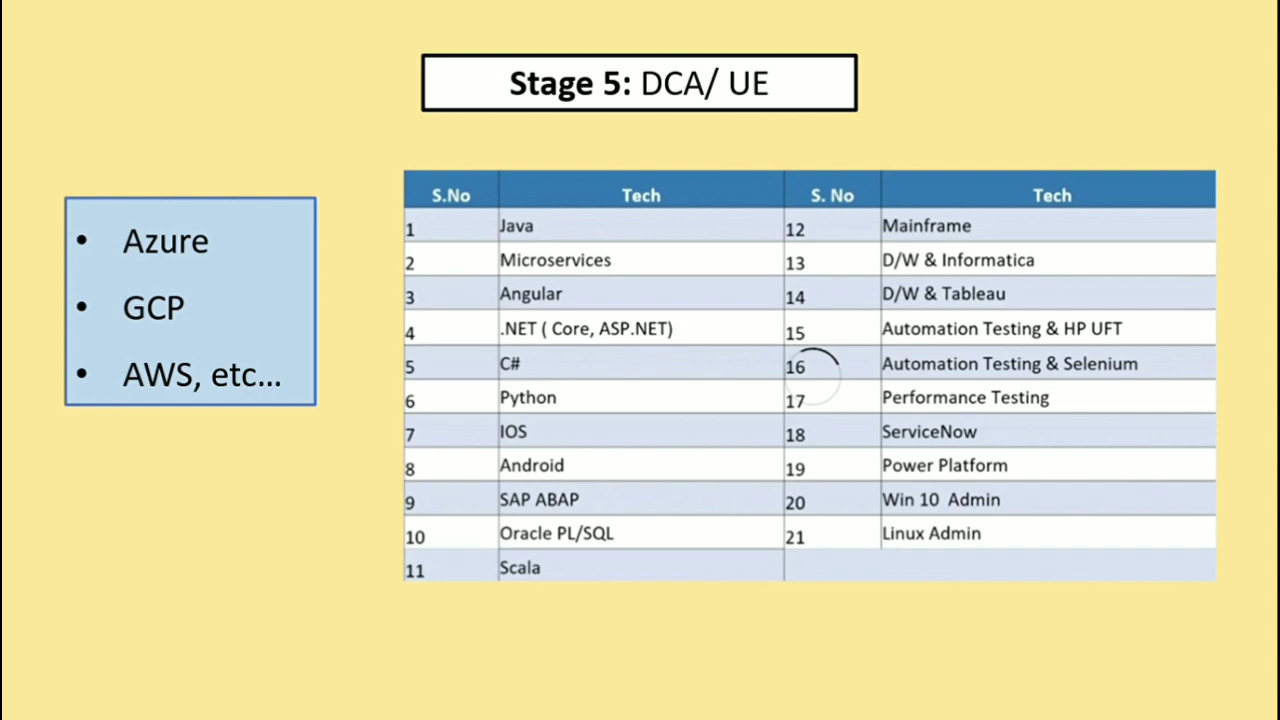 Stage 5: DCA/ UE
• Azure
• GCP
• AWS, etc...
S.No Tech S. No Tech
1 Java 12 Mainframe
2 Microservices 13 D/W & Informatica
3 Angular 14 D/W & Tableau
4 .NET ( Core, ASP.NET) 15 Automation Testing & HP UFT
5 C# 16 Automation Testing & Selenium
6 Python 17 Performance Testing
7 IOS 18 ServiceNow
8 Android 19 Power Platform
9 SAP ABAP 20 Win 10 Admin
10 Oracle PL/SQL 21 Linux Admin
11 Scala